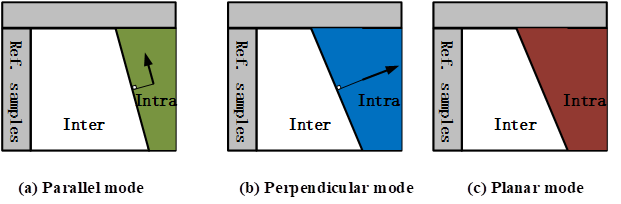 Ref. samples
Inter
Intra
Ref. samples
Inter
Intra
Ref. samples
Inter
Intra
(a) Parallel mode
(b) Perpendicular mode
(c) Planar mode